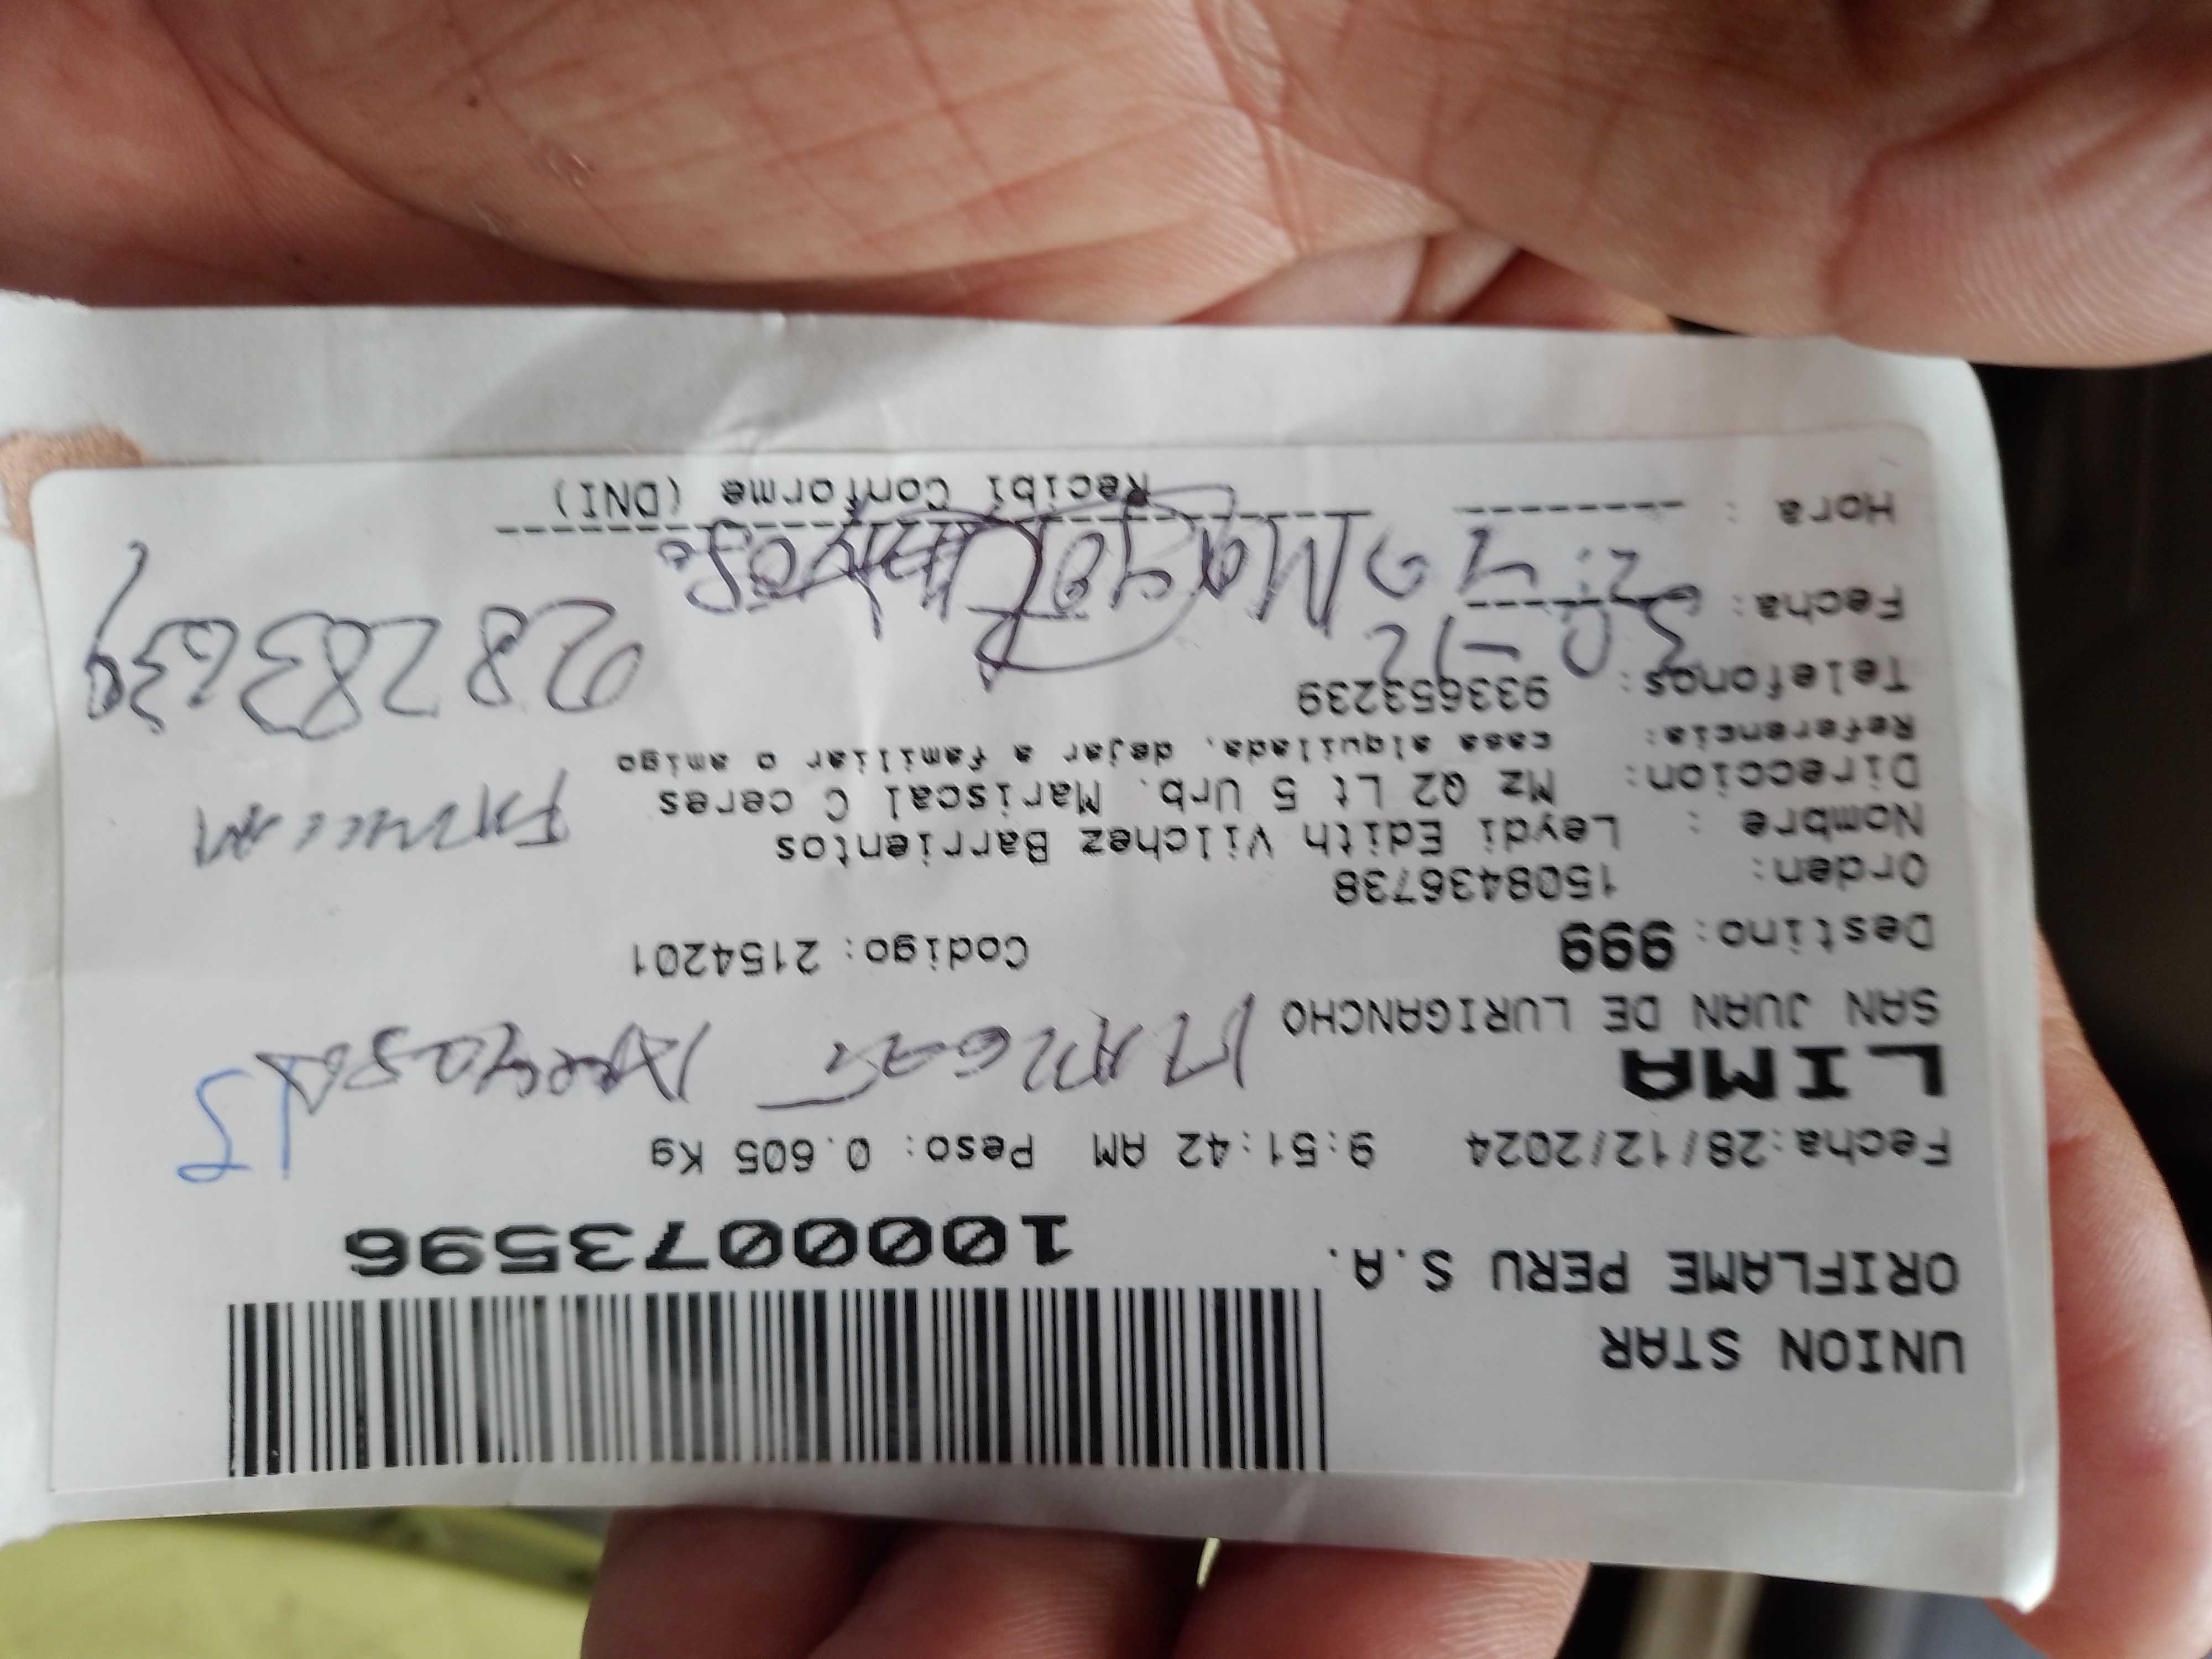 UNION STAR
ORIFLAME PERU S.A.
1000073596
Fecha:28/12/2024 9:51:42 AM Peso: 0.605 Kg
LIMA
15
SAN JUAN DE LURIGANCHO
Destino: 999 Codigo: 2154201
Orden: 1508436738
Nombre : Leydi Edith Vilchez Barrientos
Direccion: Mz Q2 Lt 5 Urb. Mariscal C ceres
Referencia: casa alquilada, dejar a familiar o amigo
Telefonos: 933653239
30-12
Fecha:
Hora :
Recibi Conforme (DNI)